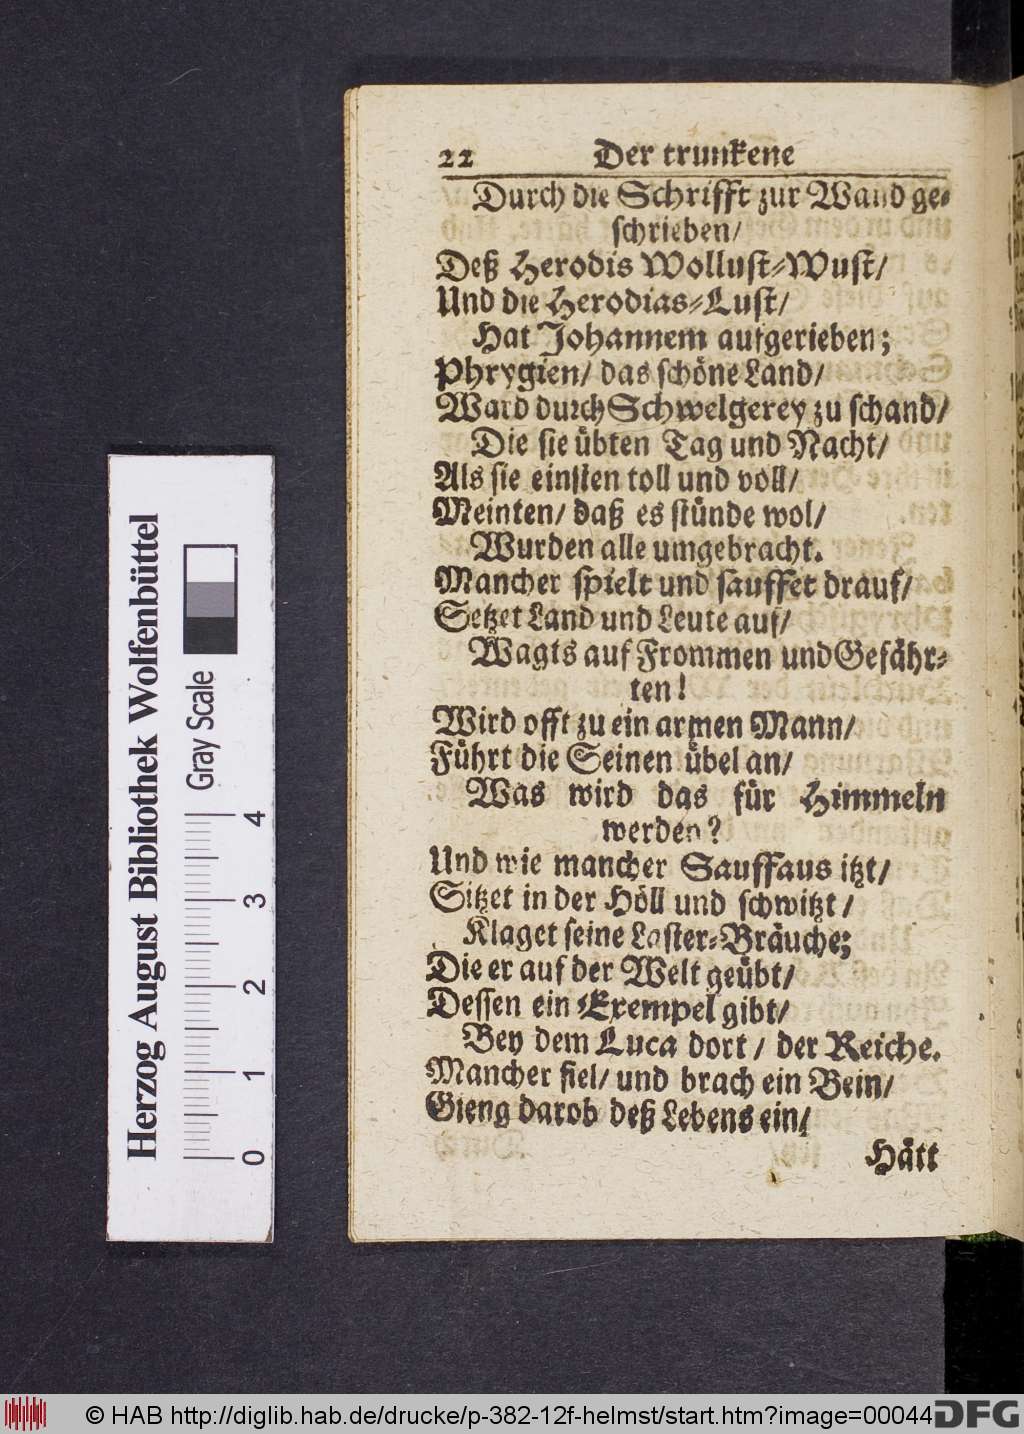 22 Der trunkene
Durch die Schrifft zur Wand ge⸗
schrieben/
Deß Herodis Wollust⸗Wust/
Und die Herodias⸗Lust/
Hat Johannem aufgerieben;
Phrygien/ das schöne Land/
Ward durch Schwelgerey zu schand/
Die sie übten Tag und Nacht/
Als sie einsten toll und voll/
Meinten/ daß es stünde wol/
Wurden alle umgebracht.
Mancher spielt und sauffet drauf/
Setzet Land und Leute auf/
Wagts auf Frommen und Gefähr⸗
ten!
Wird offt zu ein armen Mann/
Führt die Seinen übel an/
Was wird das für Himmeln
werden?
Und wie mancher Sauffaus itzt/
Sitzet in der Höll und schwitzt/
Klaget seine Laster⸗Bräuche;
Die er auf der Welt geübt/
Dessen ein Exempel gibt/
Bey dem Luca dort/ der Reiche.
Mancher fiel/ und brach ein Bein/
Gieng darob deß Lebens ein/
Hätt
Herzog August Bibliothek Wolfenbüttel
Gray Scale
0 1 2 3 4
© HAB http://diglib.hab.de/drucke/p-382-12f-helmst/start.htm?image=00044
DFG